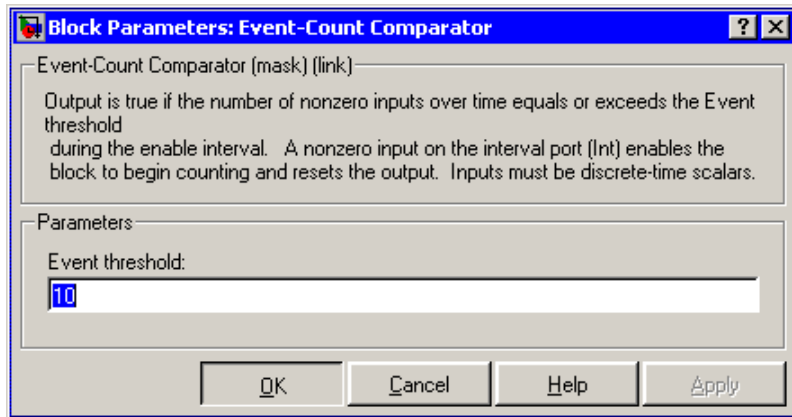 Block Parameters: Event-Count Comparator
Event-Count Comparator (mask) (link)
Output is true if the number of nonzero inputs over time equals or exceeds the Event
threshold
during the enable interval. A nonzero input on the interval port (Int) enables the
block to begin counting and resets the output. Inputs must be discrete-time scalars.
Parameters
Event threshold:
10
OK Cancel Help Apply